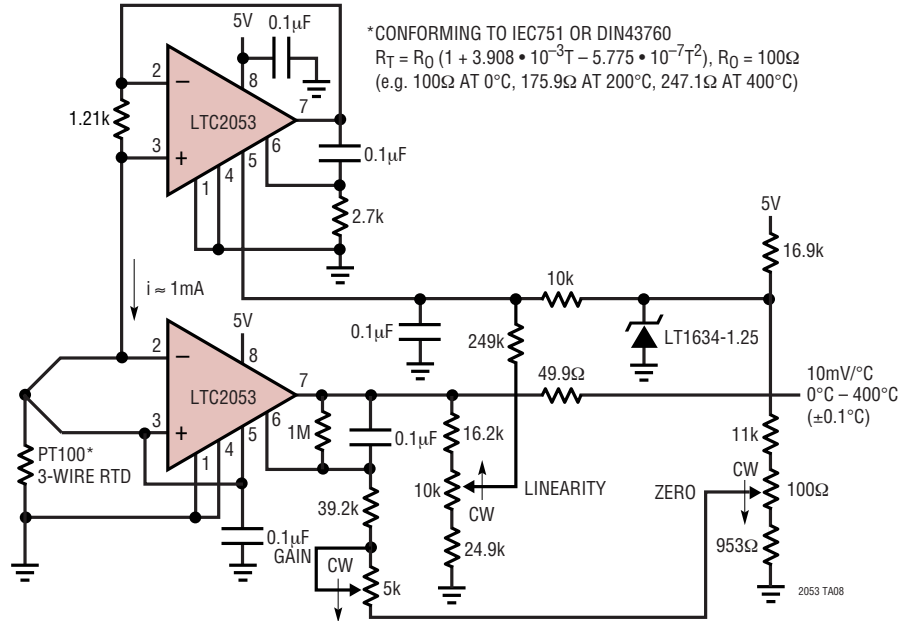 *CONFORMING TO IEC751 OR DIN43760
R_T = R_O (1 + 3.908 • 10^–3T – 5.775 • 10^–7T²), R_O = 100Ω
(e.g. 100Ω AT 0°C, 175.9Ω AT 200°C, 247.1Ω AT 400°C)
5V
0.1µF
8
2
–
7
1.21k
LTC2053
3
+
6
0.1µF
5
1
4
2.7k
5V
16.9k
i ≈ 1mA
10k
0.1µF
249k
LT1634-1.25
5V
2
–
8
7
LTC2053
49.9Ω
10mV/°C
0°C – 400°C
(±0.1°C)
3
+
6
5
1
4
1M
0.1µF
16.2k
11k
PT100*
3-WIRE RTD
10k
LINEARITY
CW
ZERO
CW
100Ω
39.2k
24.9k
953Ω
0.1µF
GAIN
CW
5k
2053 TA08